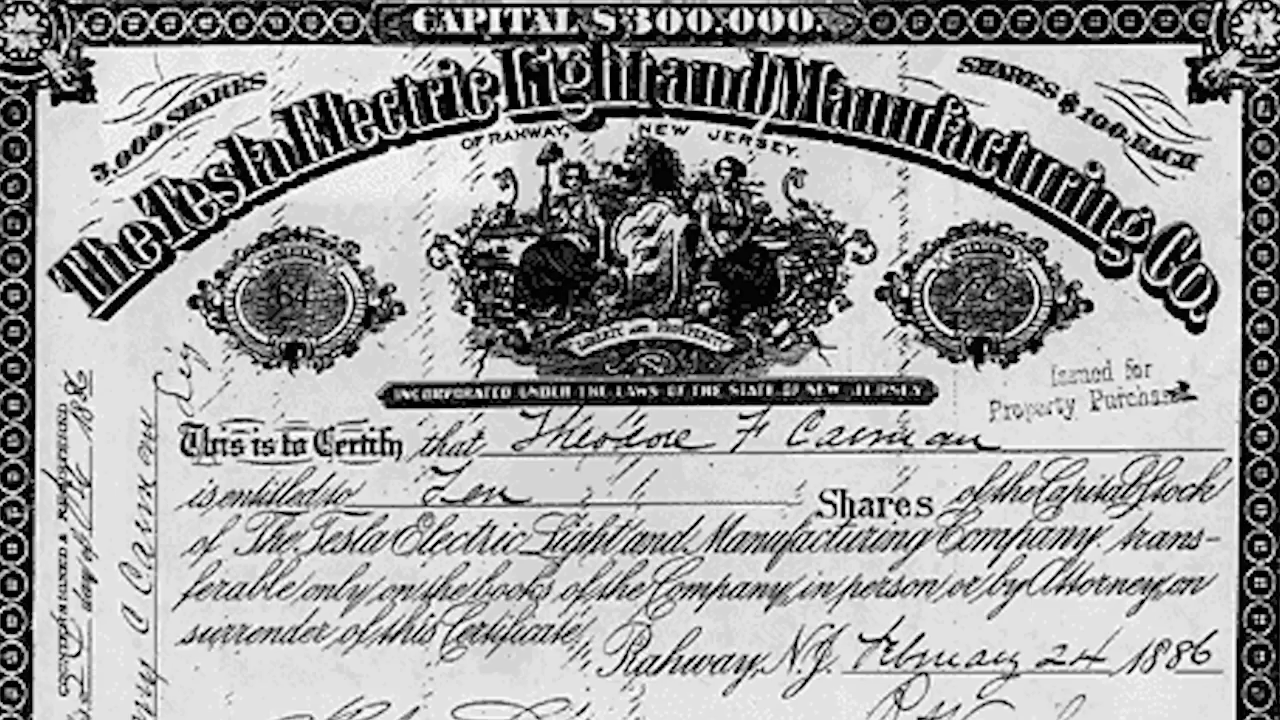 CAPITAL $300.000.
3.000 SHARES
SHARES $100 EACH
The Tesla Electric Light and Manufacturing Co.
OF RAHWAY, NEW JERSEY.
10
INCORPORATED UNDER THE LAWS OF THE STATE OF NEW JERSEY
Issued for
Property Purchase
This is to Certify that Theodore F Cairnan
is entitled to Ten Shares of the Capital Stock
of The Tesla Electric Light and Manufacturing Company trans-
ferable only on the books of the Company, in person or by Attorney, on
surrender of this Certificate.
Rahway, N.J. February 24 1886
day of